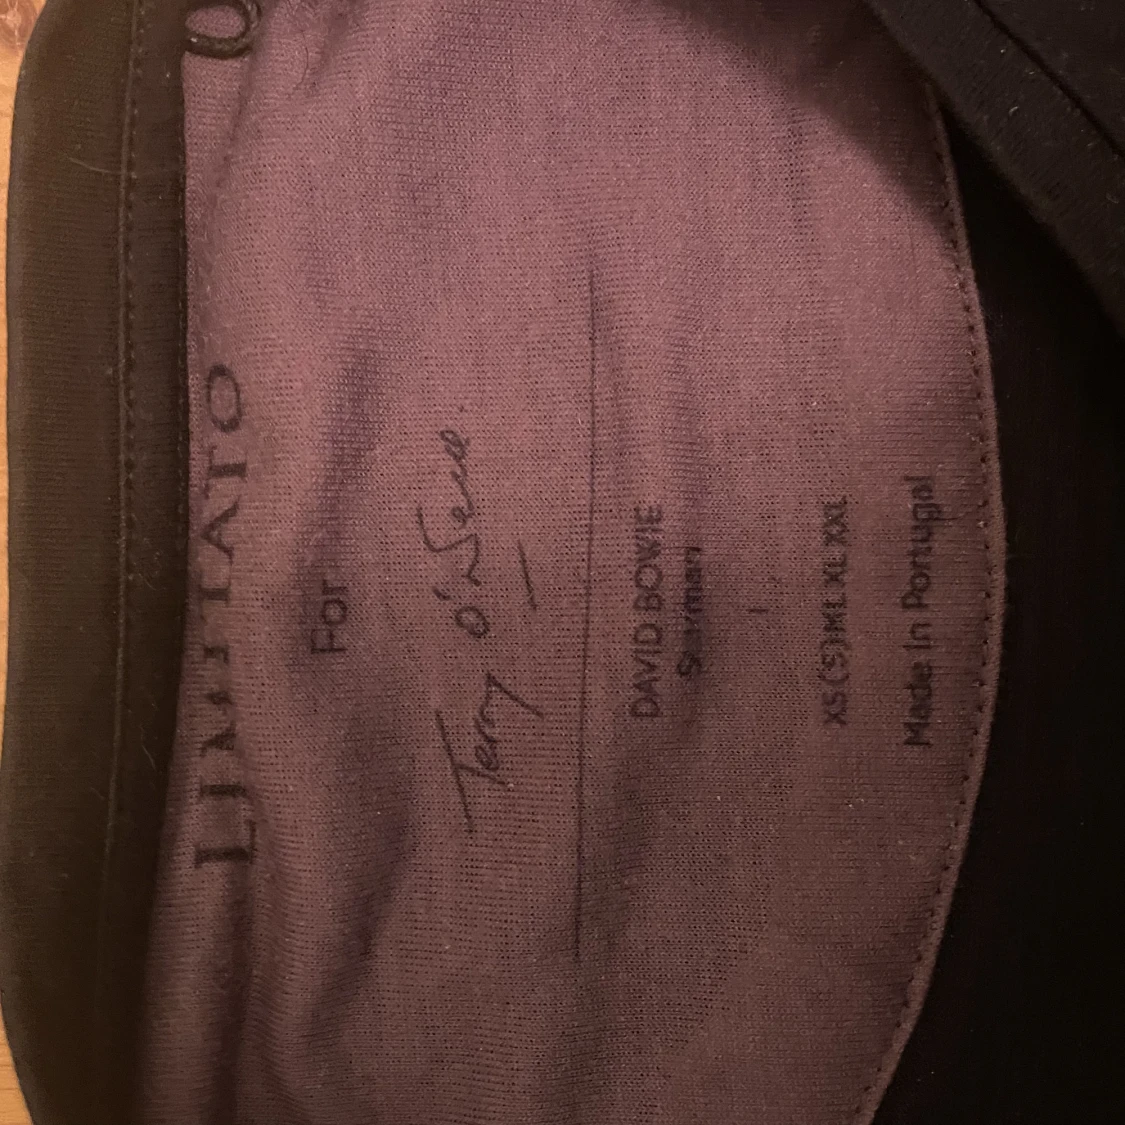 LIMITATO
For
Terry O'Neill
DAVID BOWIE
Starman
XS (S) M L XL XXL
Made In Portugal